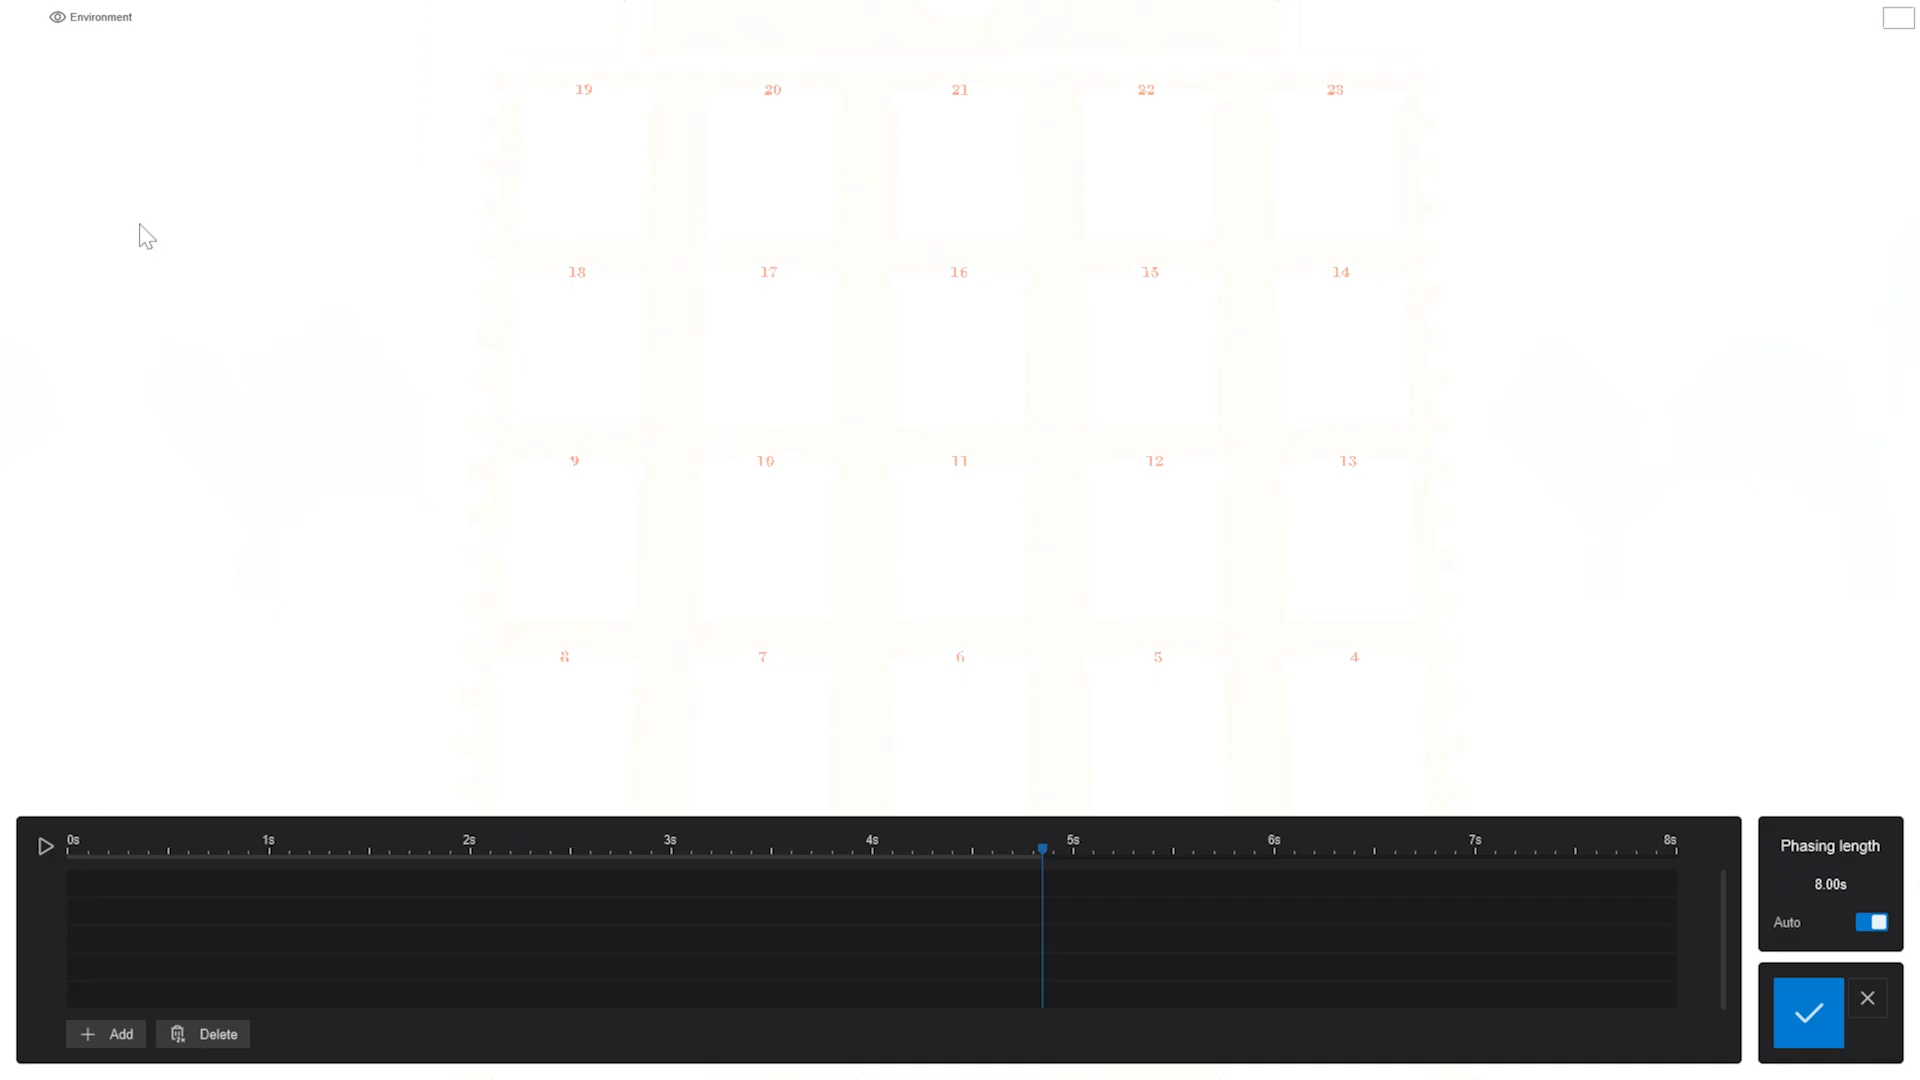 Environment
19 20 21 22 23
18 17 16 15 14
9 10 11 12 13
8 7 6 5 4
0s 1s 2s 3s 4s 5s 6s 7s 8s
Phasing length
8.00s
Auto
Add Delete